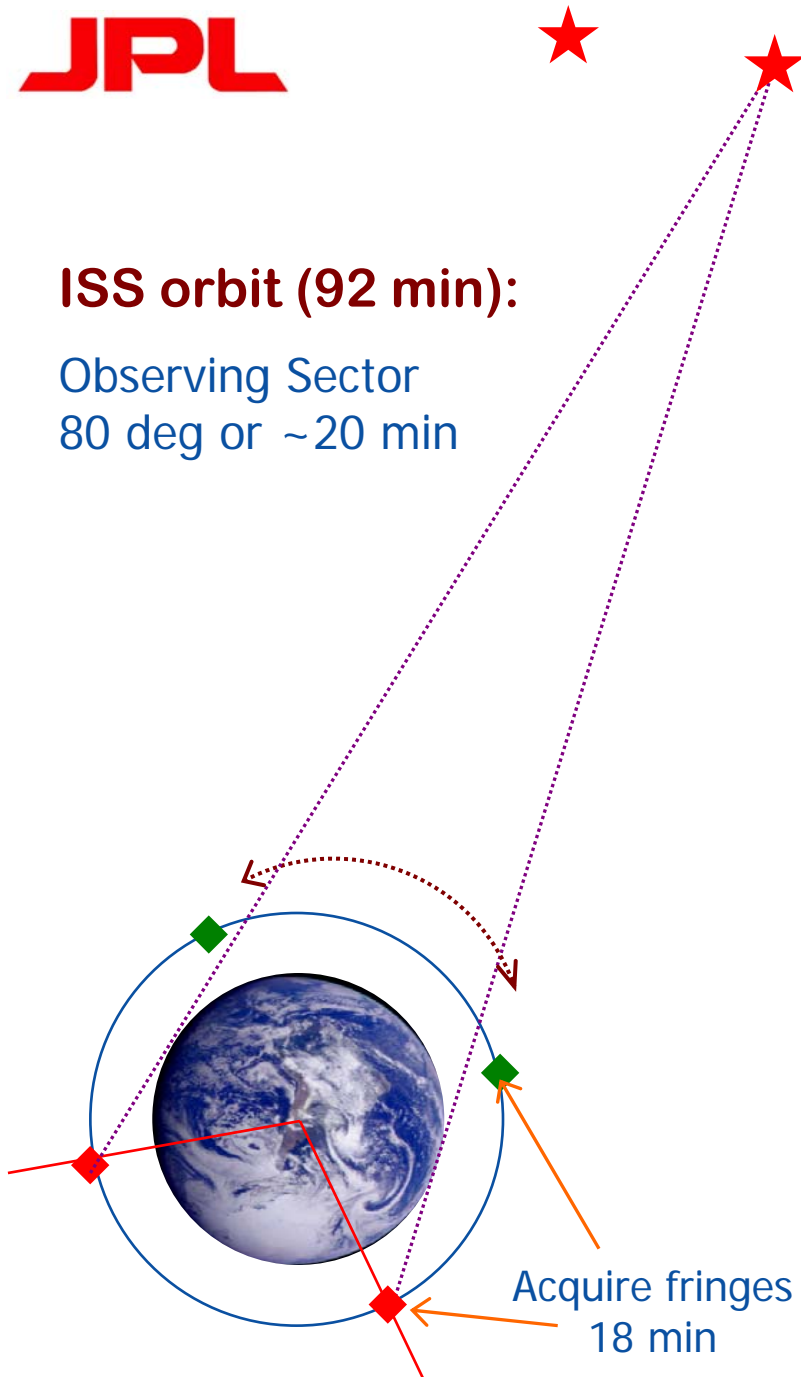 JPL
ISS orbit (92 min):
Observing Sector
80 deg or ~20 min
Acquire fringes
18 min